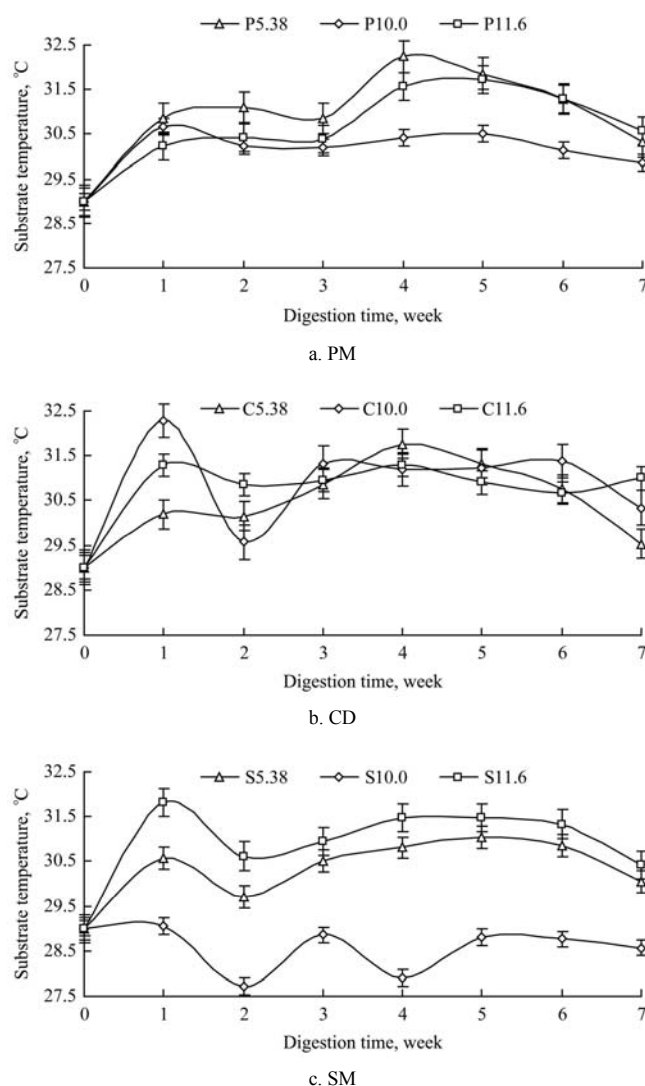 P5.38 P10.0 P11.6
Substrate temperature, °C
32.5
31.5
30.5
29.5
28.5
27.5
0 1 2 3 4 5 6 7
Digestion time, week
a. PM
C5.38 C10.0 C11.6
Substrate temperature, °C
32.5
31.5
30.5
29.5
28.5
27.5
0 1 2 3 4 5 6 7
Digestion time, week
b. CD
S5.38 S10.0 S11.6
Substrate temperature, °C
32.5
31.5
30.5
29.5
28.5
27.5
0 1 2 3 4 5 6 7
Digestion time, week
c. SM